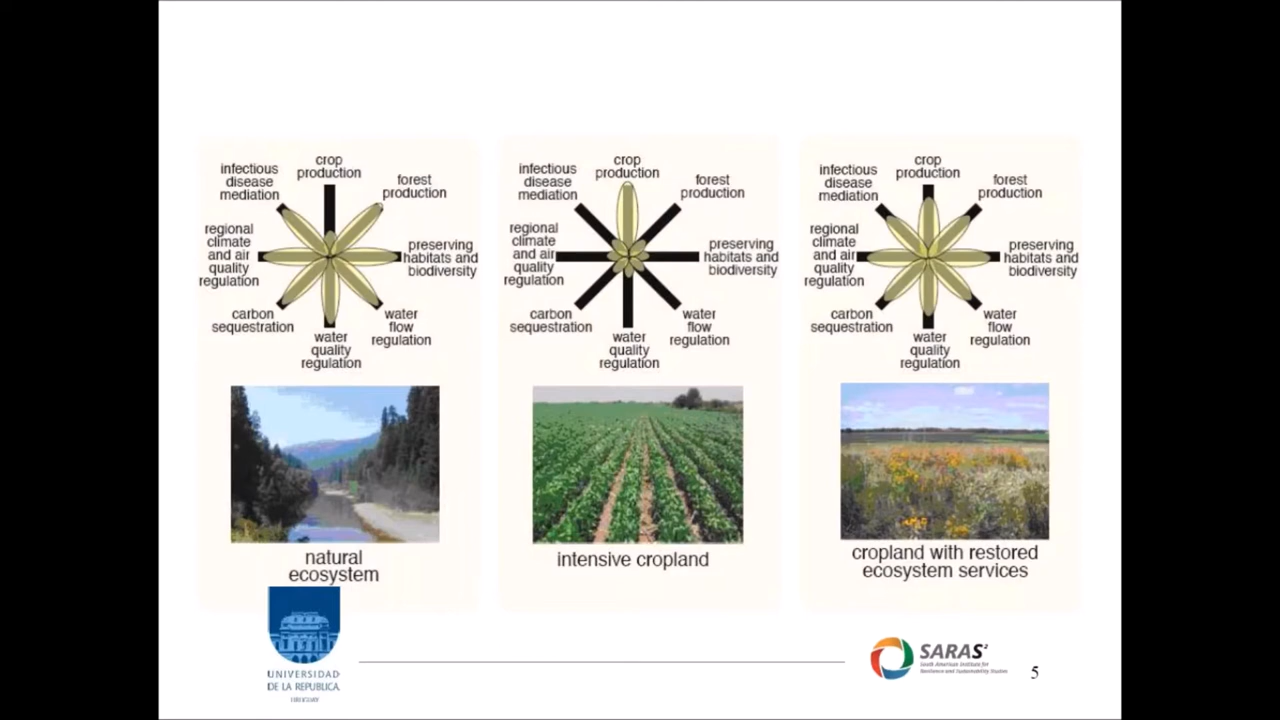 crop
production
infectious
disease
mediation
forest
production
regional
climate
and air
quality
regulation
preserving
habitats and
biodiversity
carbon
sequestration
water
flow
regulation
water
quality
regulation
natural
ecosystem
crop
production
infectious
disease
mediation
forest
production
regional
climate
and air
quality
regulation
preserving
habitats and
biodiversity
carbon
sequestration
water
flow
regulation
water
quality
regulation
intensive cropland
crop
production
infectious
disease
mediation
forest
production
regional
climate
and air
quality
regulation
preserving
habitats and
biodiversity
carbon
sequestration
water
flow
regulation
water
quality
regulation
cropland with restored
ecosystem services
UNIVERSIDAD
DE LA REPUBLICA
URUGUAY
SARAS²
South American Institute for
Resilience and Sustainability Studies
5